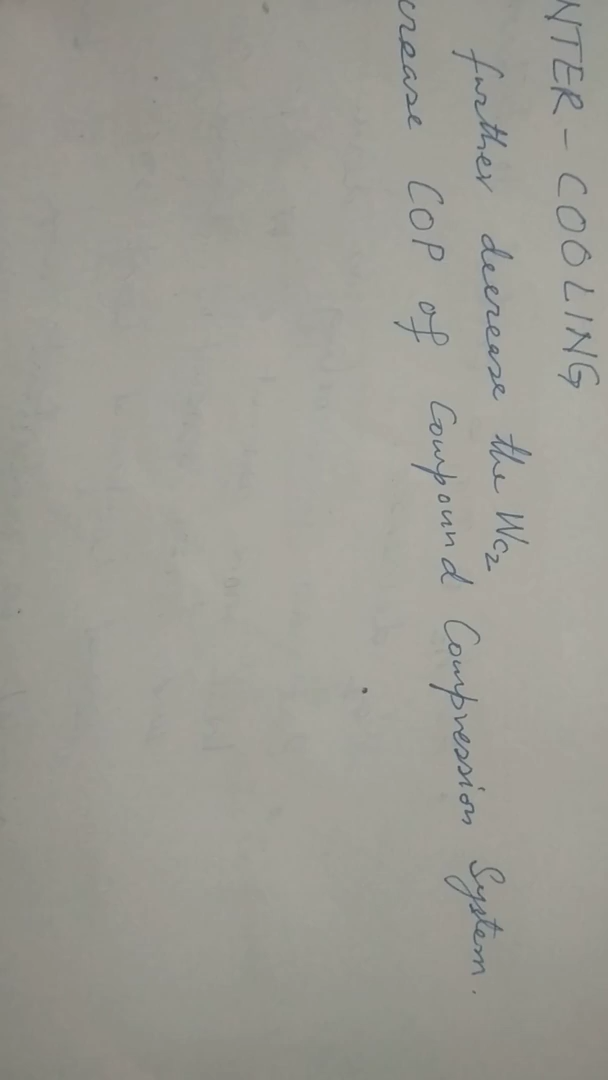 NTER-COOLING
further decrease the Wc2
crease COP of Compound Compression System.